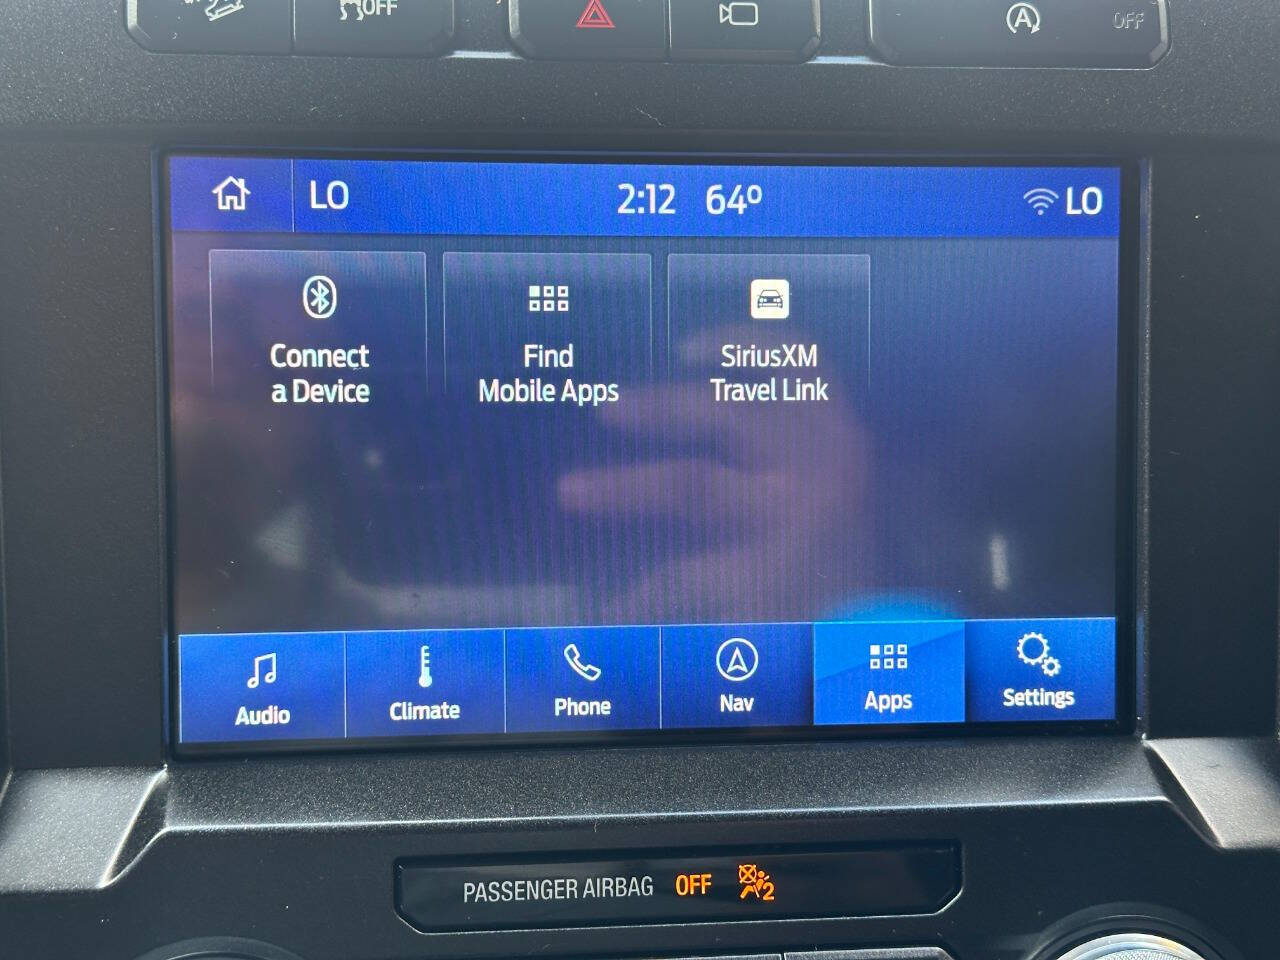 OFF
A
OFF
LO 2:12 64° LO
Connect
a Device
Find
Mobile Apps
SiriusXM
Travel Link
Audio
Climate
Phone
Nav
Apps
Settings
PASSENGER AIRBAG OFF 2